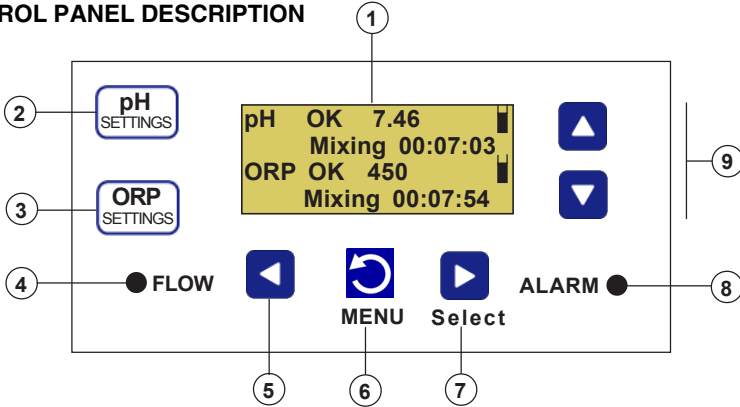 ROL PANEL DESCRIPTION
1
2
pH
SETTINGS
pH OK 7.46
Mixing 00:07:03
ORP OK 450
Mixing 00:07:54
9
3
ORP
SETTINGS
4
FLOW
MENU
Select
ALARM
8
5
6
7